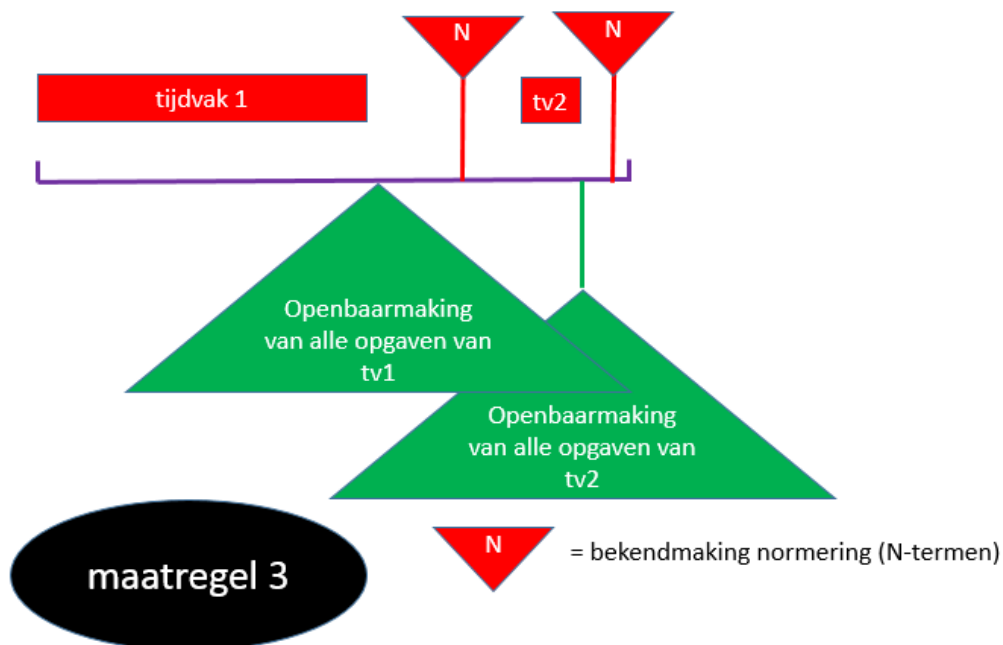 N
N
tijdvak 1
tv2
Openbaarmaking
van alle opgaven van
tv1
Openbaarmaking
van alle opgaven van
tv2
maatregel 3
N
= bekendmaking normering (N-termen)